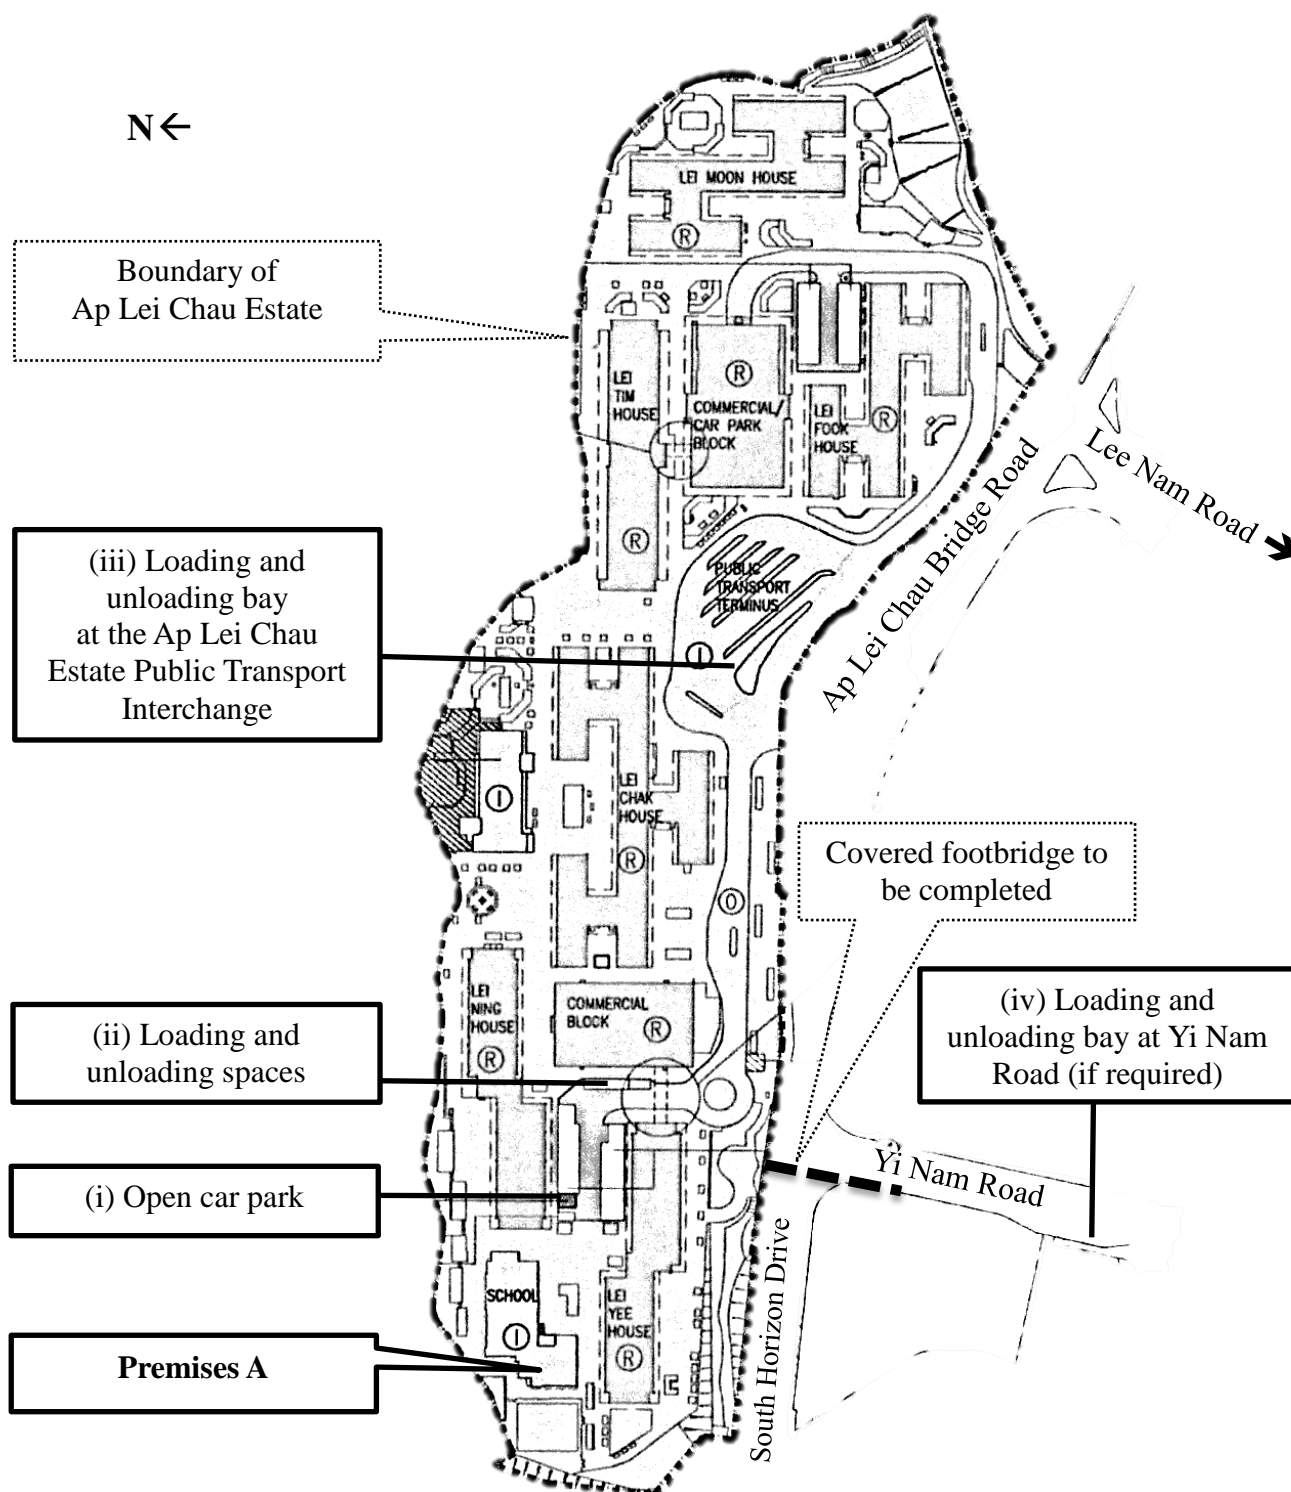 N←
LEI MOON HOUSE
R
Boundary of
Ap Lei Chau Estate
LEI
TIM
HOUSE
R
R
COMMERCIAL/
CAR PARK
BLOCK
LEI
FOOK
HOUSE
R
Lee Nam Road
Ap Lei Chau Bridge Road
(iii) Loading and
unloading bay
at the Ap Lei Chau
Estate Public Transport
Interchange
PUBLIC
TRANSPORT
TERMINUS
I
I
LEI
CHAK
HOUSE
R
O
Covered footbridge to
be completed
LEI
NING
HOUSE
R
COMMERCIAL
BLOCK
R
(iv) Loading and
unloading bay at Yi Nam
Road (if required)
(ii) Loading and
unloading spaces
Yi Nam Road
(i) Open car park
South Horizon Drive
SCHOOL
I
LEI
YEE
HOUSE
R
Premises A